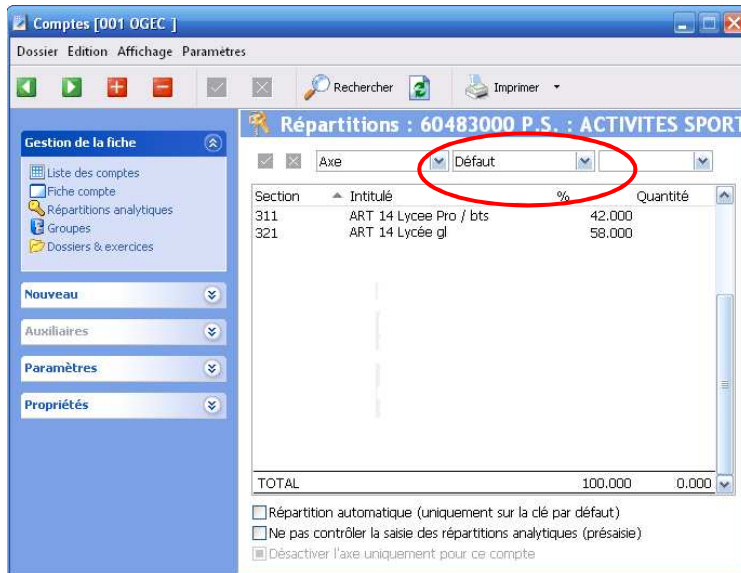 Comptes [001 OGEC ]
Dossier Edition Affichage Paramètres
Rechercher Imprimer
Répartitions : 60483000 P.S. : ACTIVITES SPORT
Gestion de la fiche
Axe Défaut
Liste des comptes
Fiche compte
Répartitions analytiques
Groupes
Dossiers & exercices
Section Intitulé % Quantité
311 ART 14 Lycee Pro / bts 42.000
321 ART 14 Lycée gl 58.000
Nouveau
Auxiliaires
Paramètres
Propriétés
TOTAL 100.000 0.000
Répartition automatique (uniquement sur la clé par défaut)
Ne pas contrôler la saisie des répartitions analytiques (présaisie)
Désactiver l'axe uniquement pour ce compte